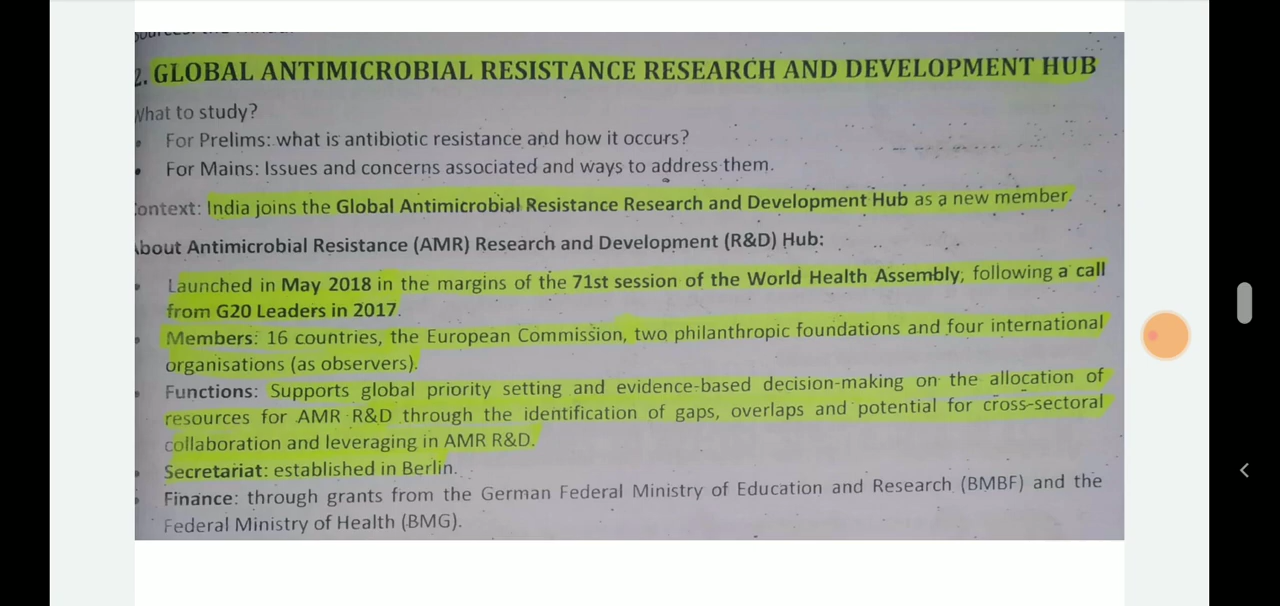 2. GLOBAL ANTIMICROBIAL RESISTANCE RESEARCH AND DEVELOPMENT HUB
What to study?
For Prelims: what is antibiotic resistance and how it occurs?
For Mains: Issues and concerns associated and ways to address them.
Context: India joins the Global Antimicrobial Resistance Research and Development Hub as a new member.
About Antimicrobial Resistance (AMR) Research and Development (R&D) Hub:
Launched in May 2018 in the margins of the 71st session of the World Health Assembly, following a call
from G20 Leaders in 2017.
Members: 16 countries, the European Commission, two philanthropic foundations and four international
organisations (as observers).
Functions: Supports global priority setting and evidence-based decision-making on the allocation of
resources for AMR R&D through the identification of gaps, overlaps and potential for cross-sectoral
collaboration and leveraging in AMR R&D.
Secretariat: established in Berlin.
Finance: through grants from the German Federal Ministry of Education and Research (BMBF) and the
Federal Ministry of Health (BMG).